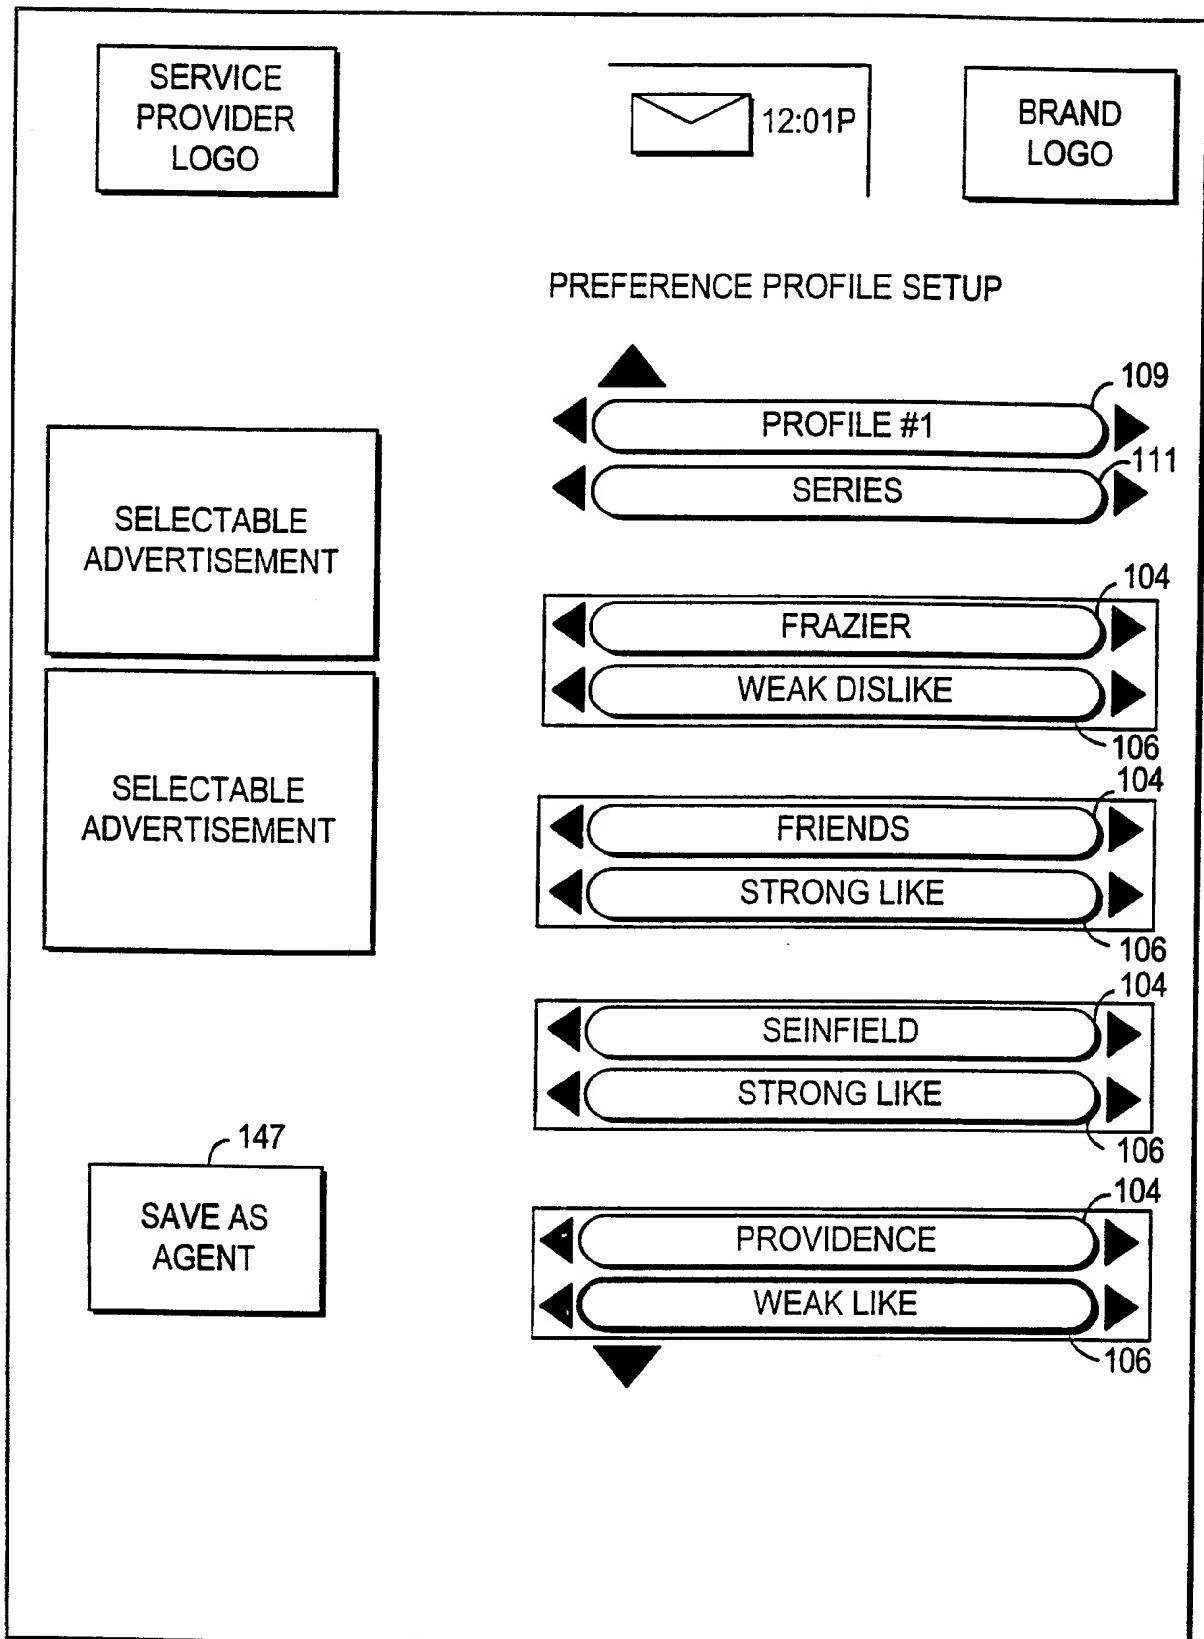 SERVICE
PROVIDER
LOGO
12:01P
BRAND
LOGO
PREFERENCE PROFILE SETUP
109
PROFILE #1
111
SERIES
SELECTABLE
ADVERTISEMENT
104
FRAZIER
WEAK DISLIKE
106
SELECTABLE
ADVERTISEMENT
104
FRIENDS
STRONG LIKE
106
104
SEINFIELD
STRONG LIKE
106
147
SAVE AS
AGENT
104
PROVIDENCE
WEAK LIKE
106